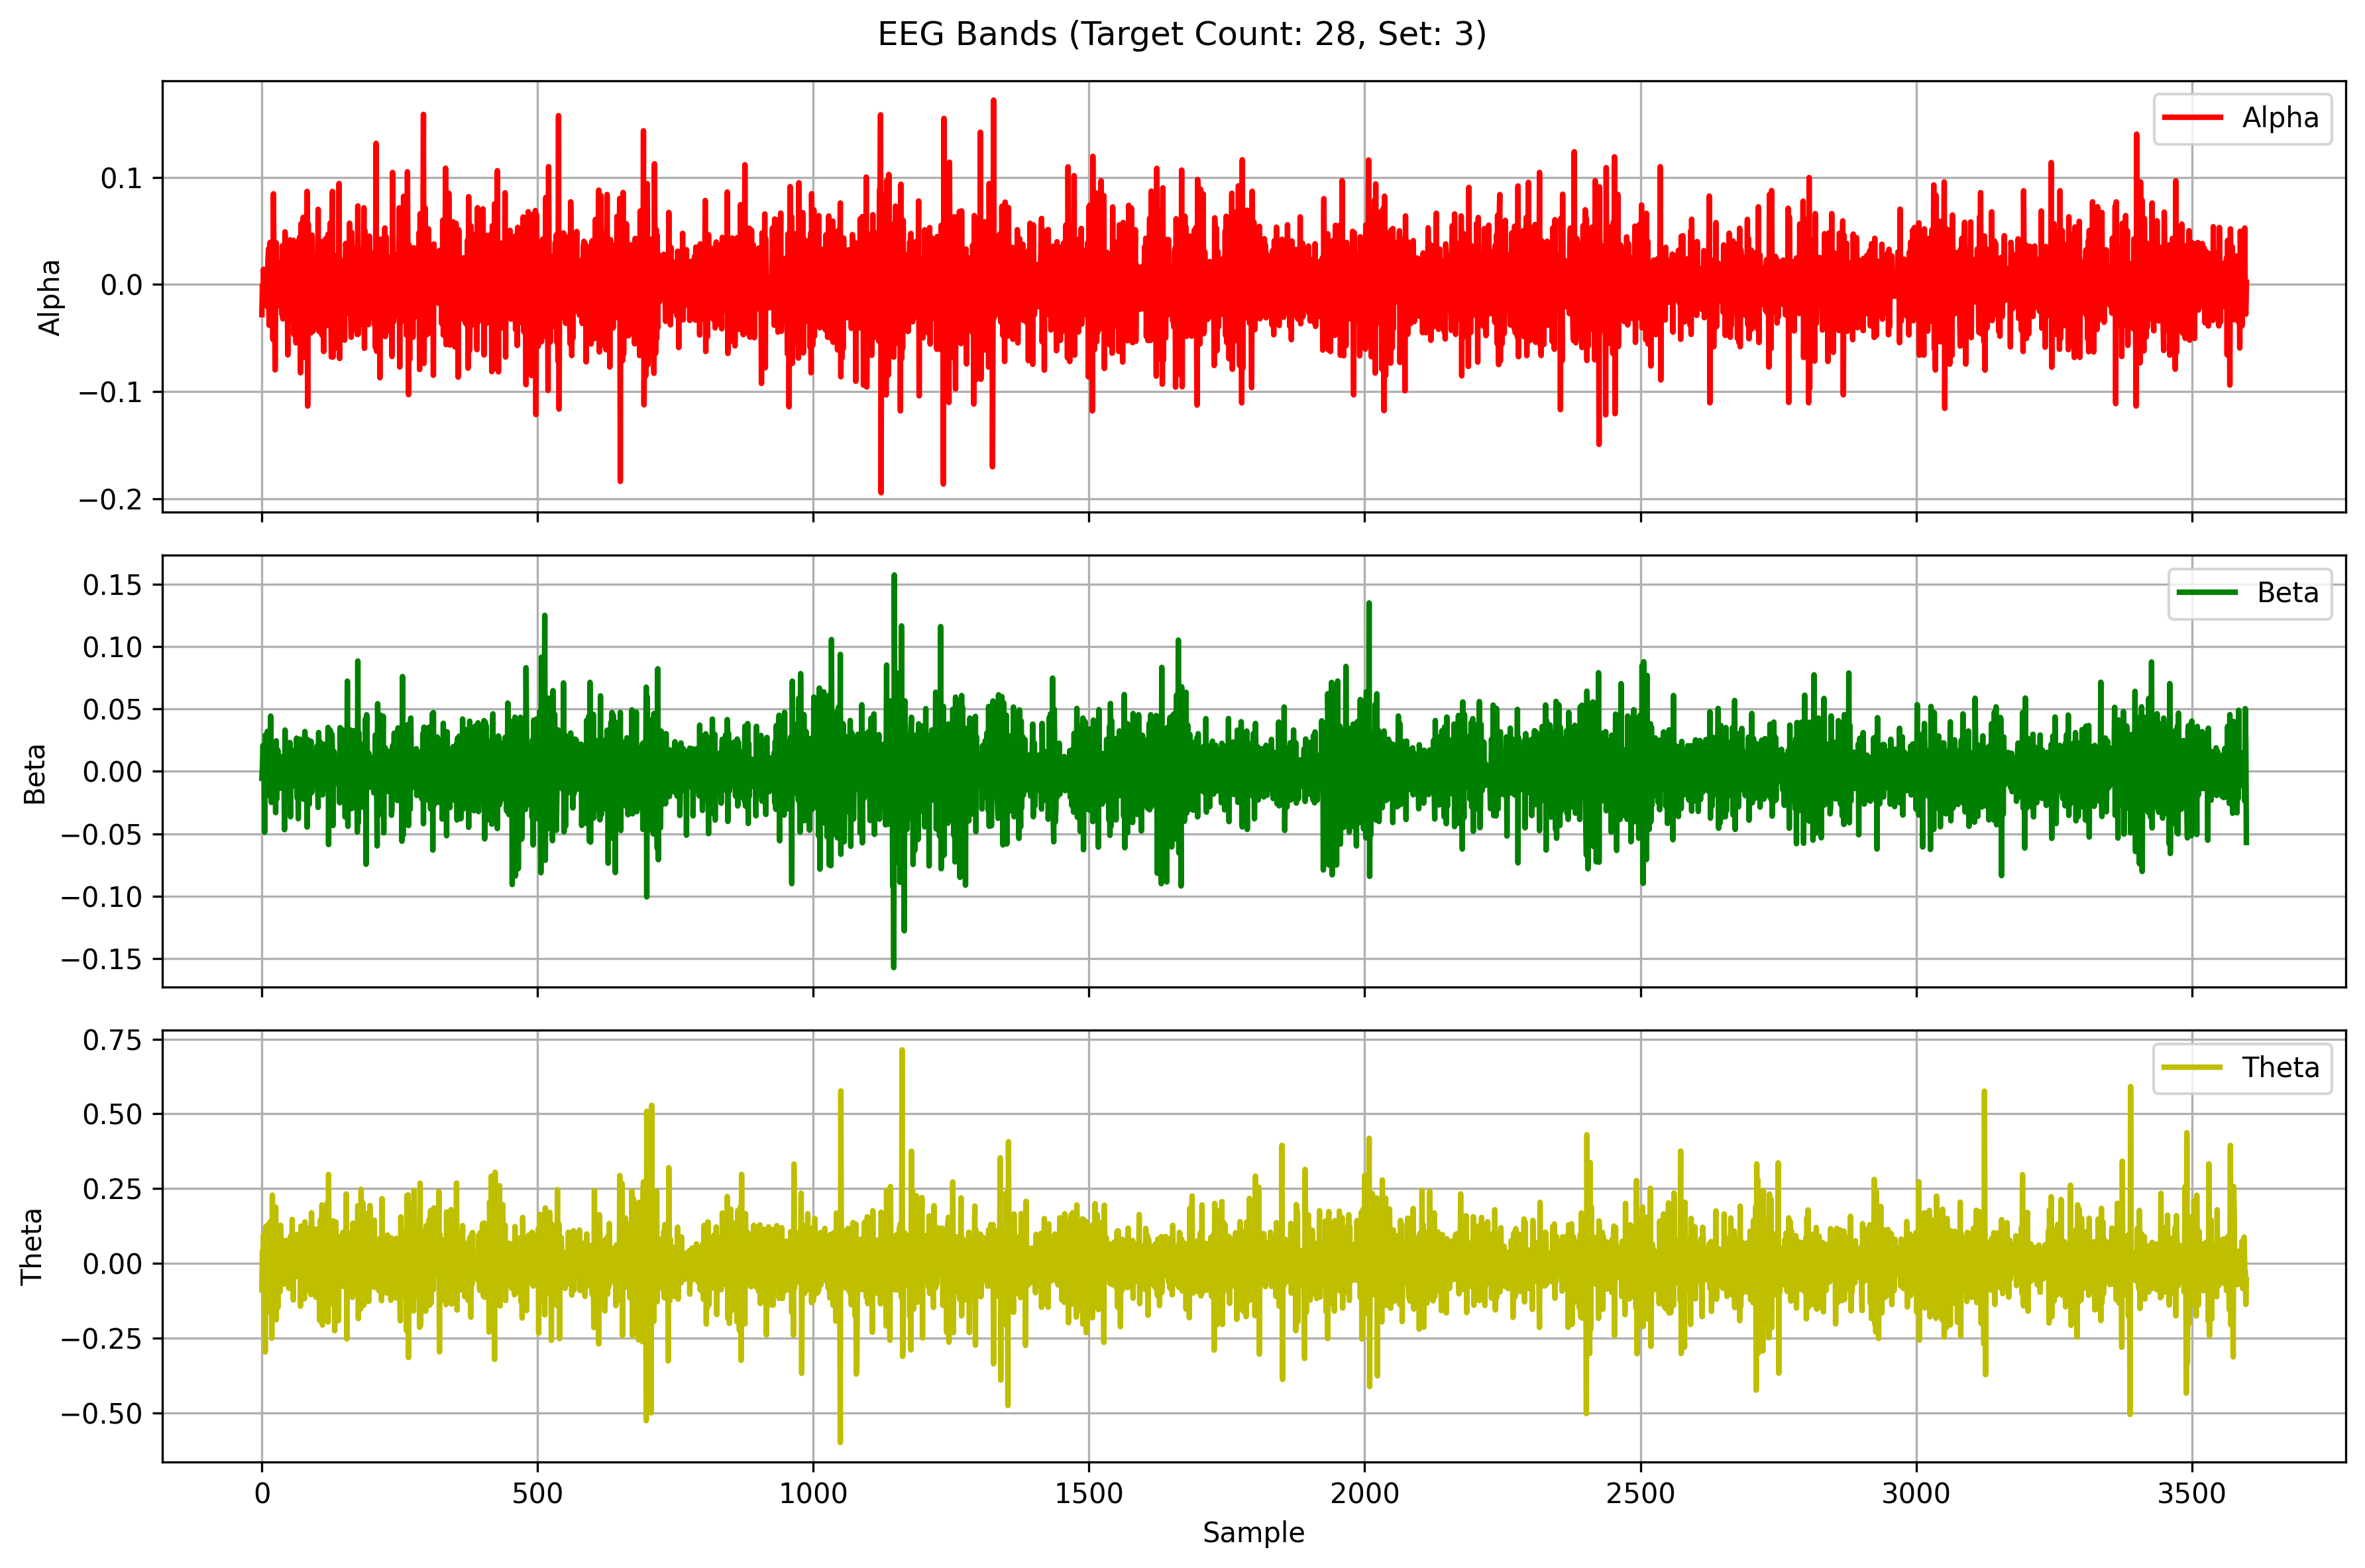 EEG Bands (Target Count: 28, Set: 3)
Alpha
0.1
0.0
−0.1
−0.2
Alpha
Beta
0.15
0.10
0.05
0.00
−0.05
−0.10
−0.15
Beta
Theta
0.75
0.50
0.25
0.00
−0.25
−0.50
Theta
0 500 1000 1500 2000 2500 3000 3500
Sample